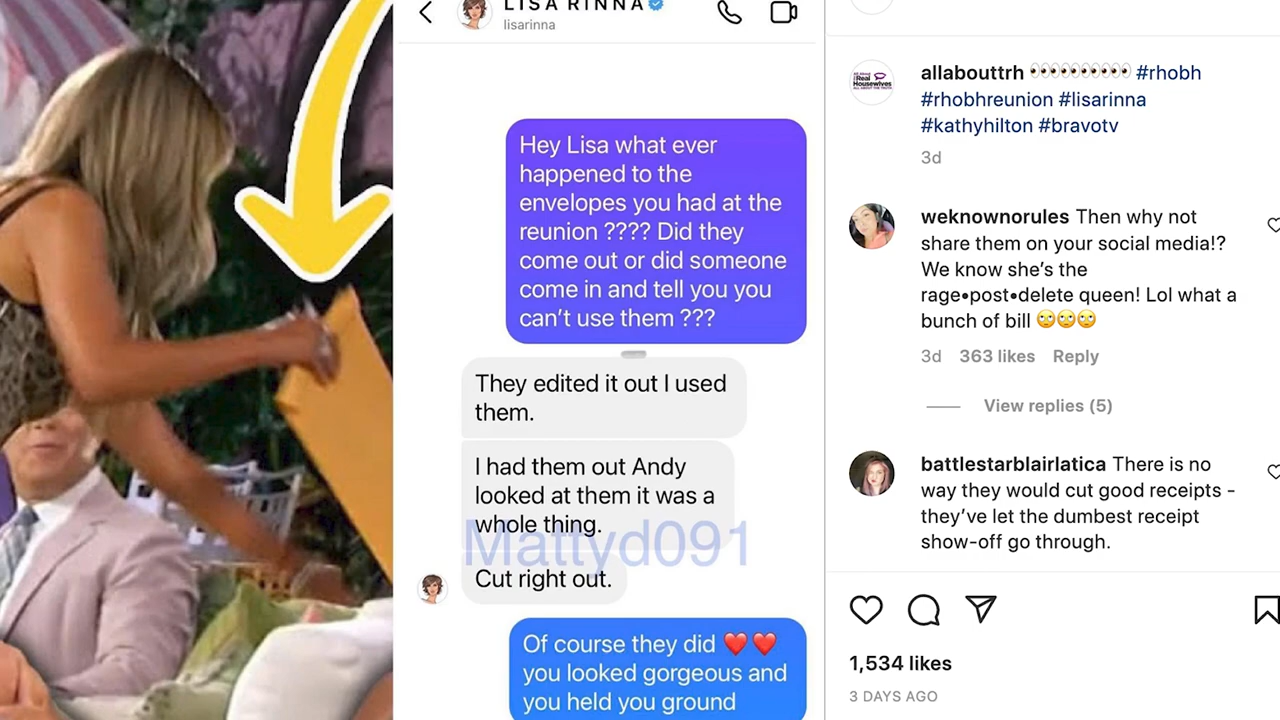 LISA RINNA
lisarinna
Hey Lisa what ever
happened to the
envelopes you had at the
reunion ???? Did they
come out or did someone
come in and tell you you
can't use them ???
They edited it out I used
them.
I had them out Andy
looked at them it was a
whole thing.
Mattyd091
Cut right out.
Of course they did ❤️❤️
you looked gorgeous and
you held you ground
Real
Housewives
allabouttrh 👀👀👀👀👀 #rhobh
#rhobhreunion #lisarinna
#kathyhilton #bravotv
3d
weknownorules Then why not
share them on your social media!?
We know she's the
rage•post•delete queen! Lol what a
bunch of bill 🙄🙄🙄
3d 363 likes Reply
View replies (5)
battlestarblairlatica There is no
way they would cut good receipts -
they've let the dumbest receipt
show-off go through.
1,534 likes
3 DAYS AGO